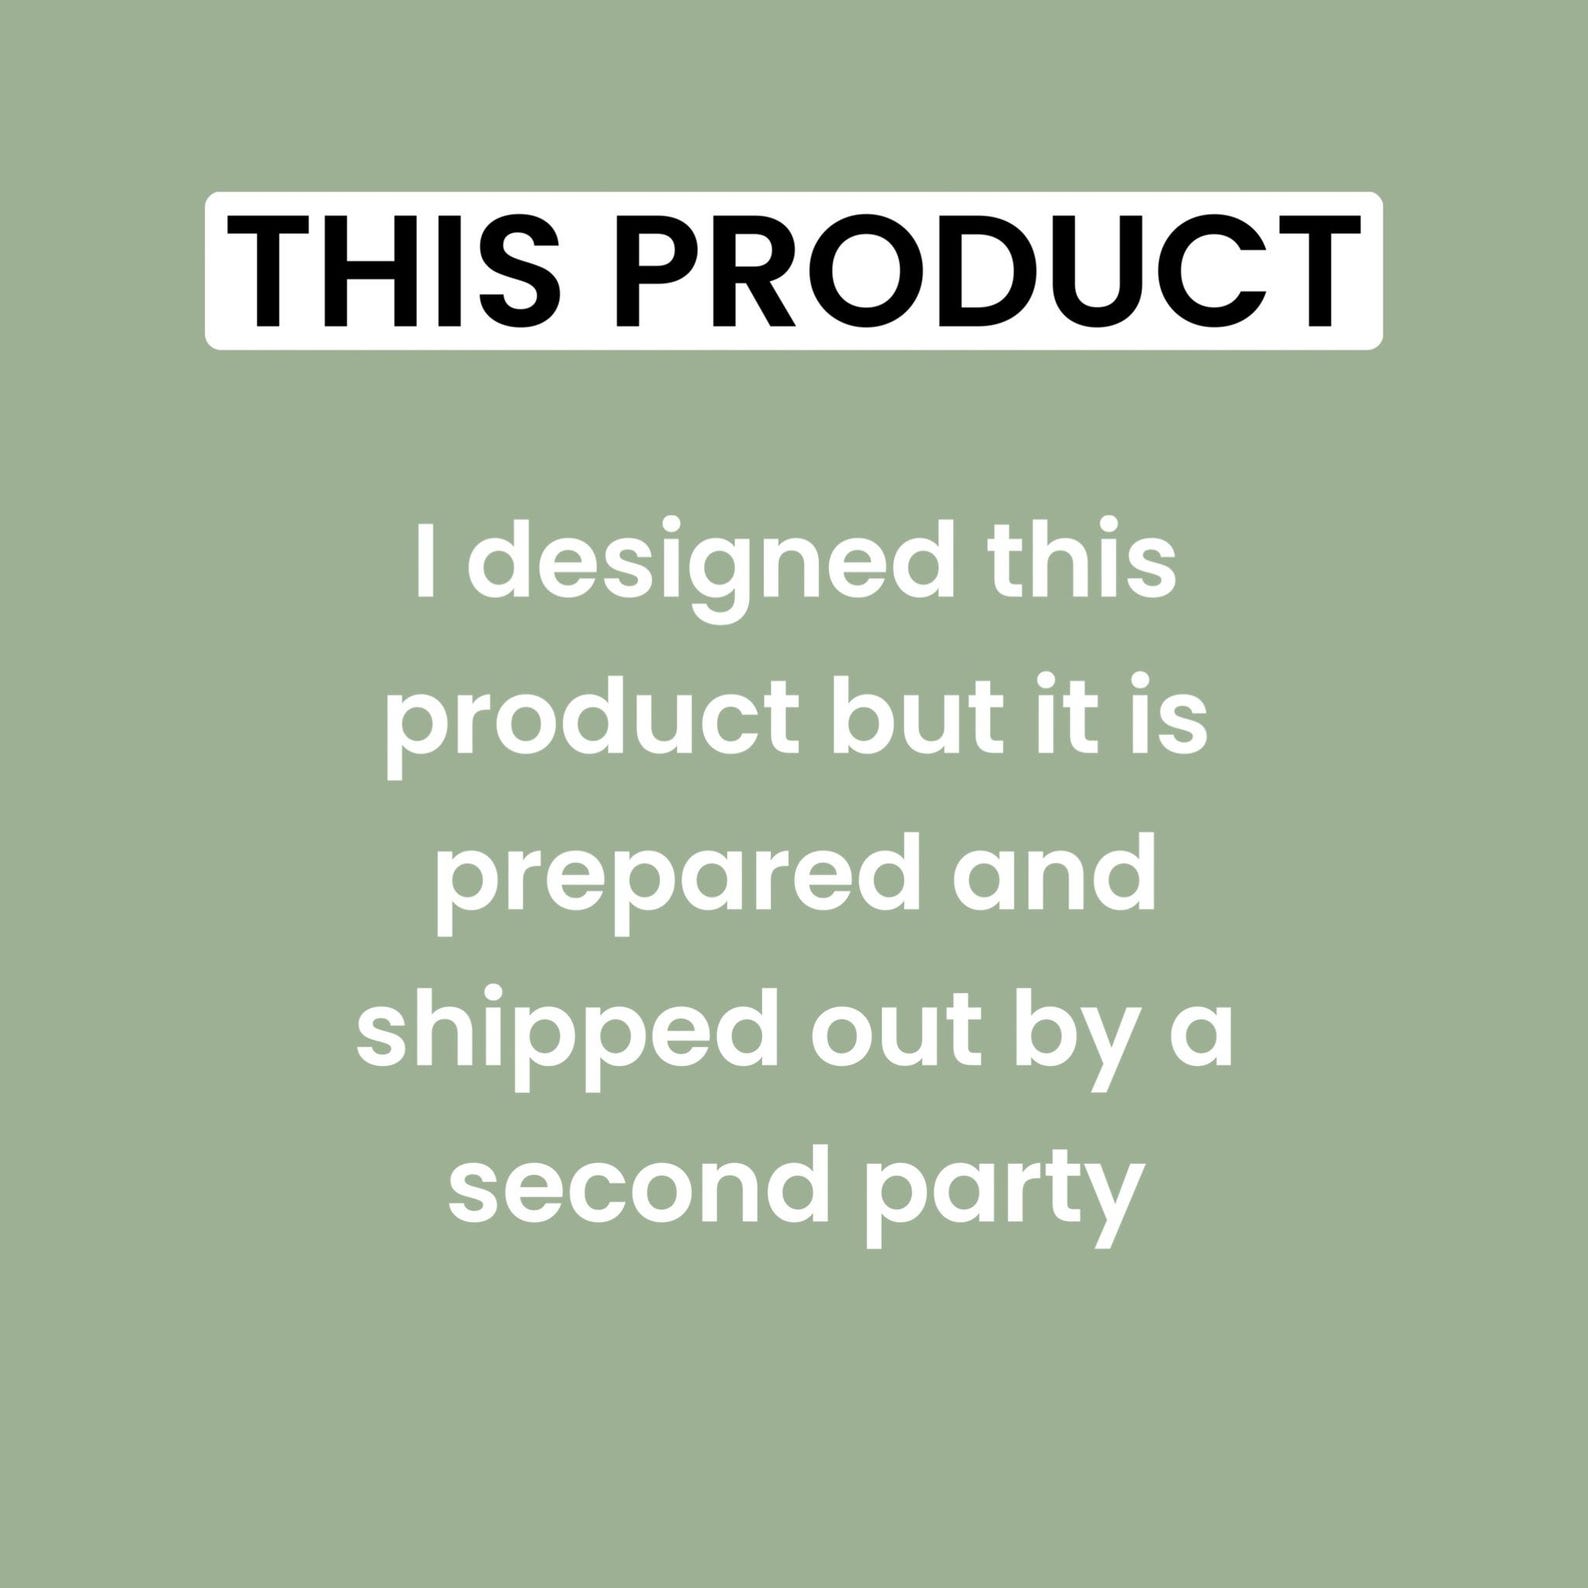 THIS PRODUCT
I designed this
product but it is
prepared and
shipped out by a
second party